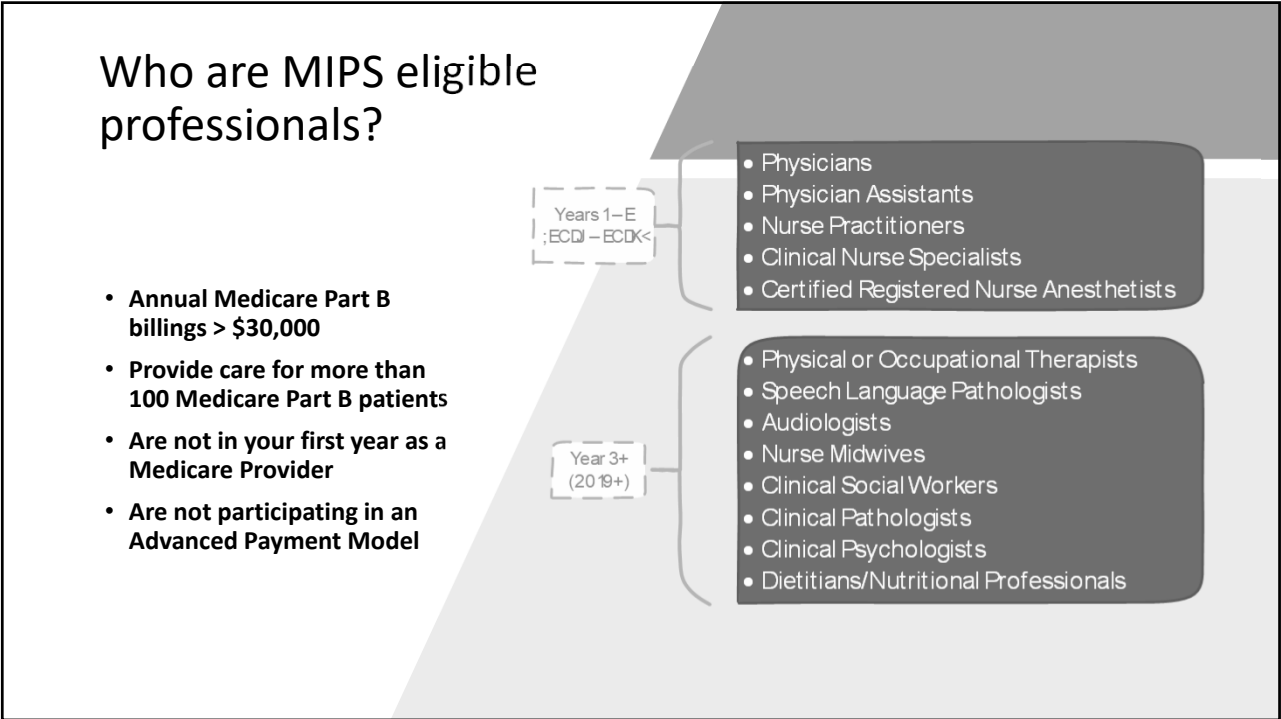 Who are MIPS eligible
professionals?
• Annual Medicare Part B
billings > $30,000
• Provide care for more than
100 Medicare Part B patients
• Are not in your first year as a
Medicare Provider
• Are not participating in an
Advanced Payment Model
Years 1–E
• Physicians
• Physician Assistants
• Nurse Practitioners
• Clinical Nurse Specialists
• Certified Registered Nurse Anesthetists
Year 3+
(2019+)
• Physical or Occupational Therapists
• Speech Language Pathologists
• Audiologists
• Nurse Midwives
• Clinical Social Workers
• Clinical Pathologists
• Clinical Psychologists
• Dietitians/Nutritional Professionals